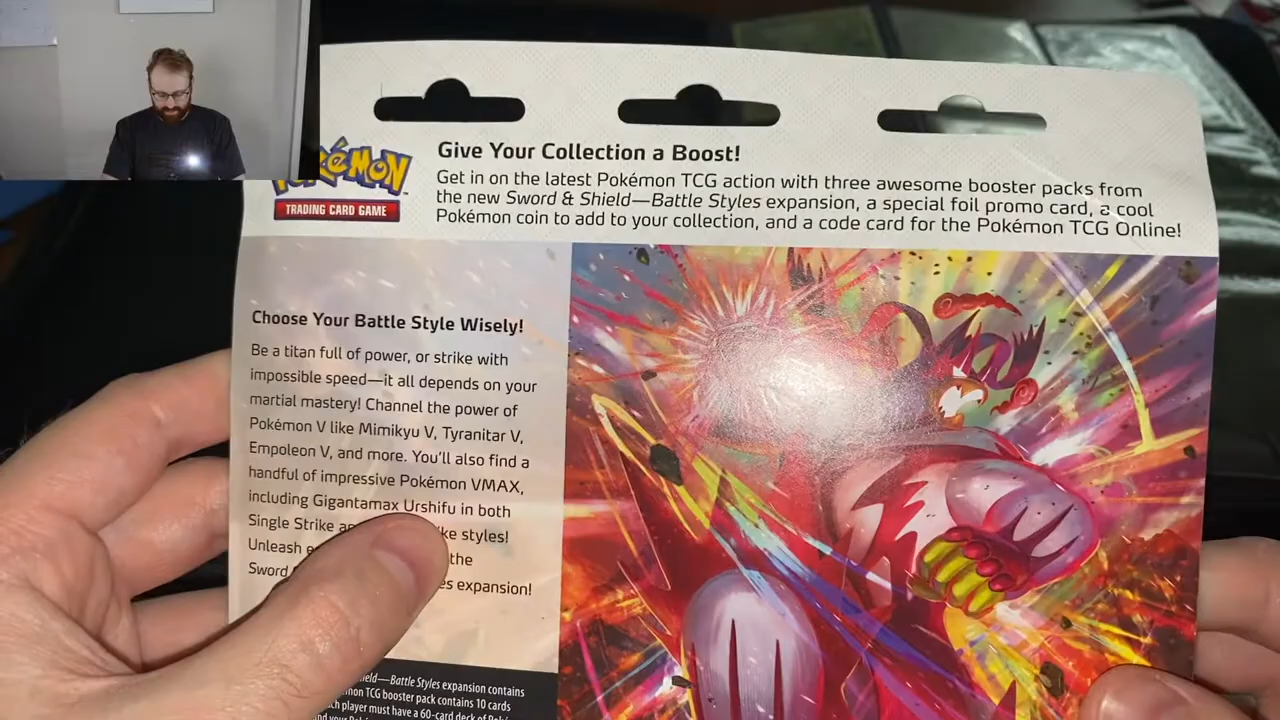 POKéMON
TRADING CARD GAME
Give Your Collection a Boost!
Get in on the latest Pokémon TCG action with three awesome booster packs from
the new Sword & Shield—Battle Styles expansion, a special foil promo card, a cool
Pokémon coin to add to your collection, and a code card for the Pokémon TCG Online!
Choose Your Battle Style Wisely!
Be a titan full of power, or strike with
impossible speed—it all depends on your
martial mastery! Channel the power of
Pokémon V like Mimikyu V, Tyranitar V,
Empoleon V, and more. You'll also find a
handful of impressive Pokémon VMAX,
including Gigantamax Urshifu in both
Single Strike styles!
Unleash the
Sword expansion!
Battle Styles expansion contains
TCG booster pack contains 10 cards
player must have a 60-card deck of